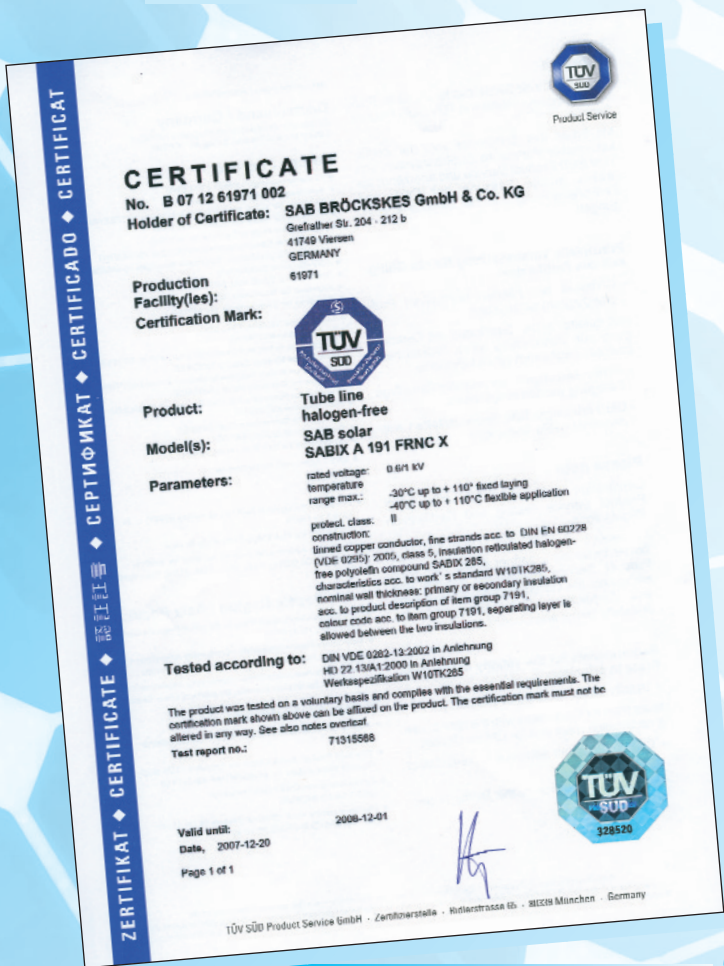 ZERTIFIKAT ◆ CERTIFICATE ◆ 認証証書 ◆ СЕРТИФИКАТ ◆ CERTIFICADO ◆ CERTIFICAT
TÜV
SÜD
Product Service
CERTIFICATE
No. B 07 12 61971 002
Holder of Certificate: SAB BRÖCKSKES GmbH & Co. KG
Grefrather Str. 204 - 212 b
41749 Viersen
GERMANY
Production 61971
Facility(ies):
Certification Mark:
TÜV
SÜD
Product: Tube line
halogen-free
Model(s): SAB solar
SABIX A 191 FRNC X
Parameters: rated voltage: 0.6/1 kV
temperature
range max.: -30°C up to + 110° fixed laying
-40°C up to + 110°C flexible application
protect. class: II
construction:
tinned copper conductor, fine strands acc. to DIN EN 60228
(VDE 0295): 2005, class 5, insulation reticulated halogen-
free polyolefin compound SABIX 285,
characteristics acc. to work's standard W10TK285,
nominal wall thickness: primary or secondary insulation
acc. to product description of item group 7191,
colour code acc. to item group 7191, separating layer is
allowed between the two insulations.
Tested according to: DIN VDE 0282-13:2002 in Anlehnung
HD 22.13/A1:2000 in Anlehnung
Werksspezifikation W10TK285
The product was tested on a voluntary basis and complies with the essential requirements. The
certification mark shown above can be affixed on the product. The certification mark must not be
altered in any way. See also notes overleaf.
Test report no.: 71315568
TÜV
SÜD
328520
Valid until: 2008-12-01
Date, 2007-12-20
Page 1 of 1
TÜV SÜD Product Service GmbH · Zertifizierstelle · Ridlerstrasse 65 · 80339 München · Germany